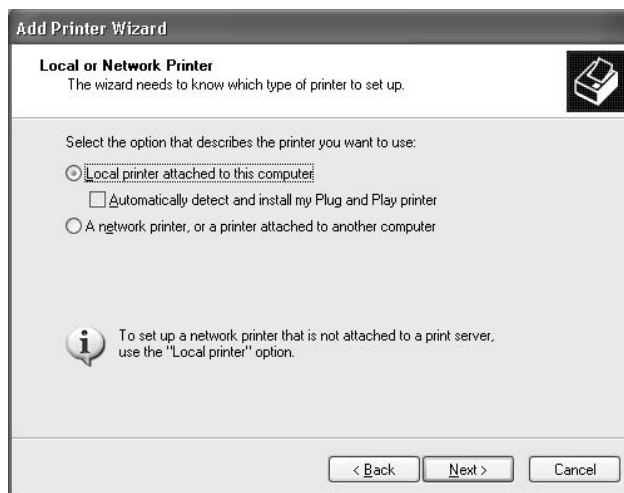 Add Printer Wizard
Local or Network Printer
The wizard needs to know which type of printer to set up.
Select the option that describes the printer you want to use:
Local printer attached to this computer
Automatically detect and install my Plug and Play printer
A network printer, or a printer attached to another computer
To set up a network printer that is not attached to a print server,
use the "Local printer" option.
< Back
Next >
Cancel